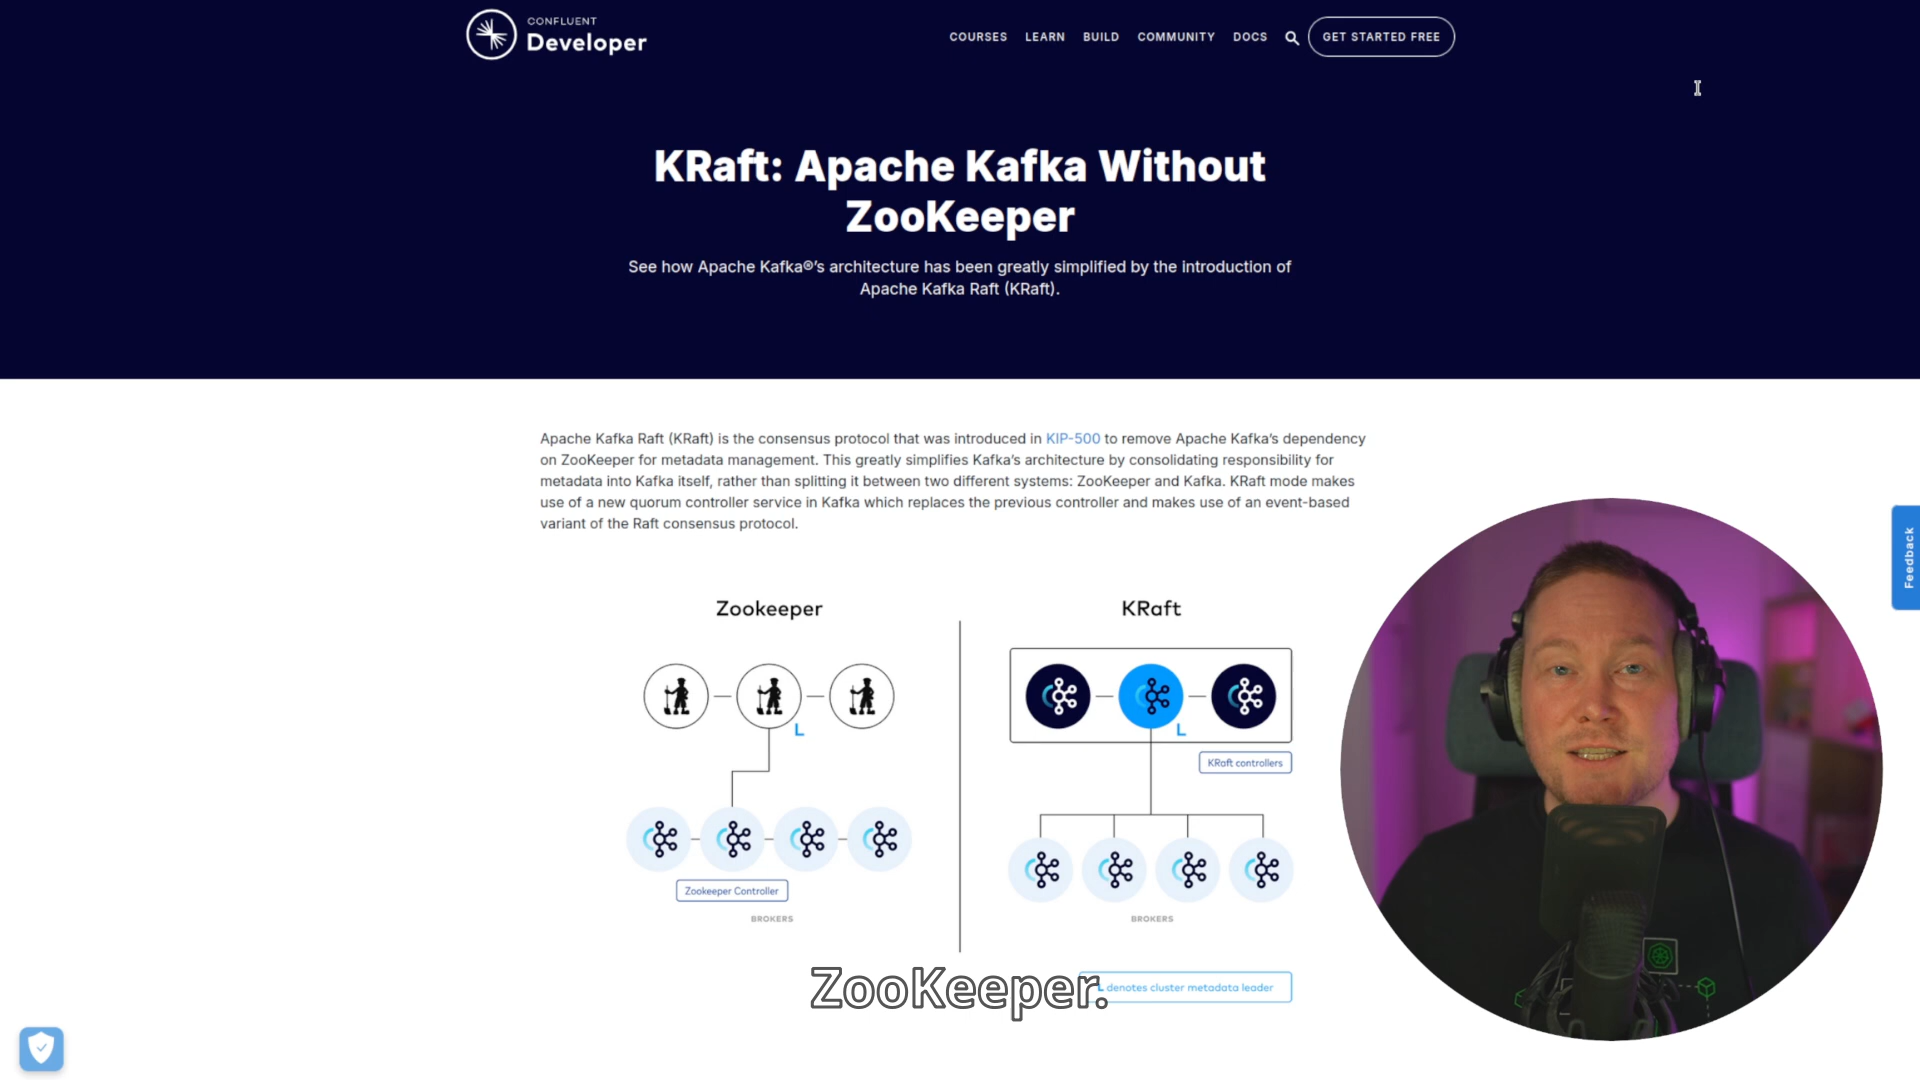 CONFLUENT
Developer
COURSES LEARN BUILD COMMUNITY DOCS GET STARTED FREE
KRaft: Apache Kafka Without
ZooKeeper
See how Apache Kafka®'s architecture has been greatly simplified by the introduction of
Apache Kafka Raft (KRaft).
Apache Kafka Raft (KRaft) is the consensus protocol that was introduced in KIP-500 to remove Apache Kafka's dependency
on ZooKeeper for metadata management. This greatly simplifies Kafka's architecture by consolidating responsibility for
metadata into Kafka itself, rather than splitting it between two different systems: ZooKeeper and Kafka. KRaft mode makes
use of a new quorum controller service in Kafka which replaces the previous controller and makes use of an event-based
variant of the Raft consensus protocol.
Feedback
Zookeeper
L
Zookeeper Controller
BROKERS
KRaft
L
KRaft controllers
BROKERS
L denotes cluster metadata leader
ZooKeeper.